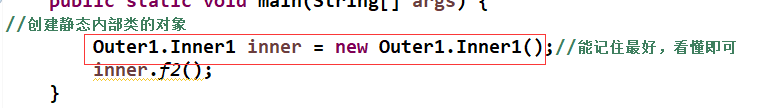 public static void main(String[] args) {
//创建静态内部类的对象
Outer1.Inner1 inner = new Outer1.Inner1();//能记住最好，看懂即可
inner.f2();
}